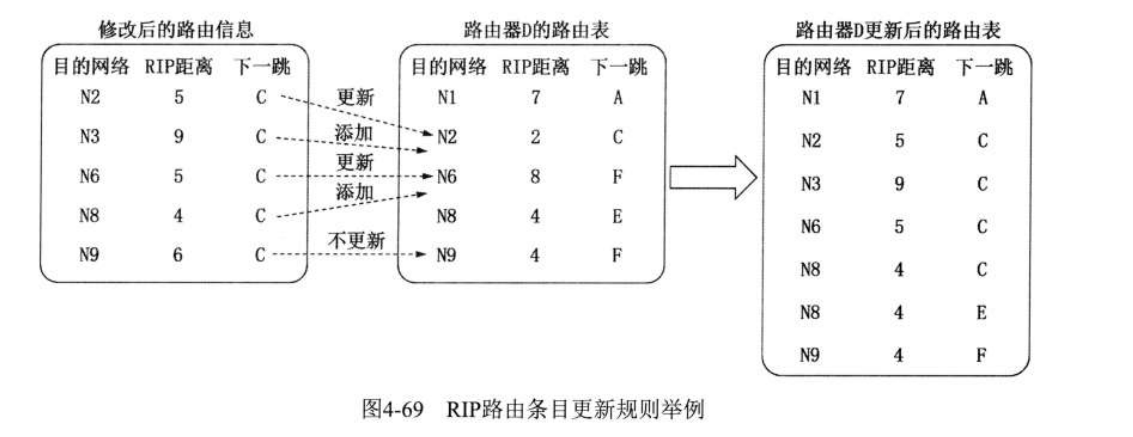 修改后的路由信息
目的网络 RIP距离 下一跳
N2 5 C
N3 9 C
N6 5 C
N8 4 C
N9 6 C
更新
添加
更新
添加
不更新
路由器D的路由表
目的网络 RIP距离 下一跳
N1 7 A
N2 2 C
N6 8 F
N8 4 E
N9 4 F
路由器D更新后的路由表
目的网络 RIP距离 下一跳
N1 7 A
N2 5 C
N3 9 C
N6 5 C
N8 4 C
N8 4 E
N9 4 F
图4-69 RIP路由条目更新规则举例